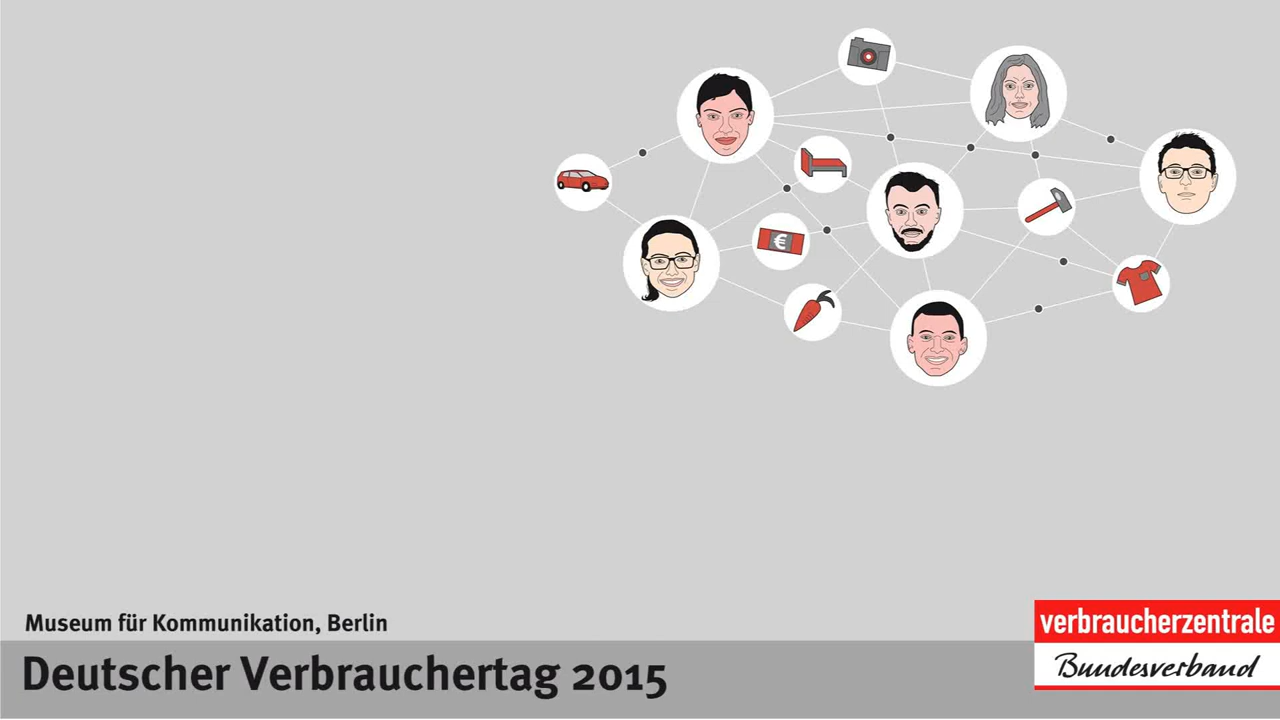 Museum für Kommunikation, Berlin
Deutscher Verbrauchertag 2015
verbraucherzentrale
Bundesverband
€